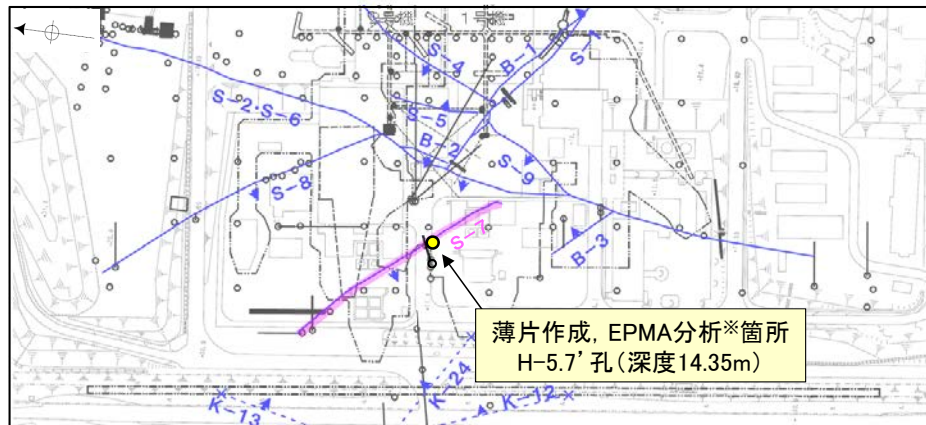 1号機
S-4
B-1
S-1
S-2・S-6
S-5
B-2
S-9
S-8
S-7
B-3
薄片作成, EPMA分析※箇所
H-5.7’孔(深度14.35m)
K-24
K-13
K-12